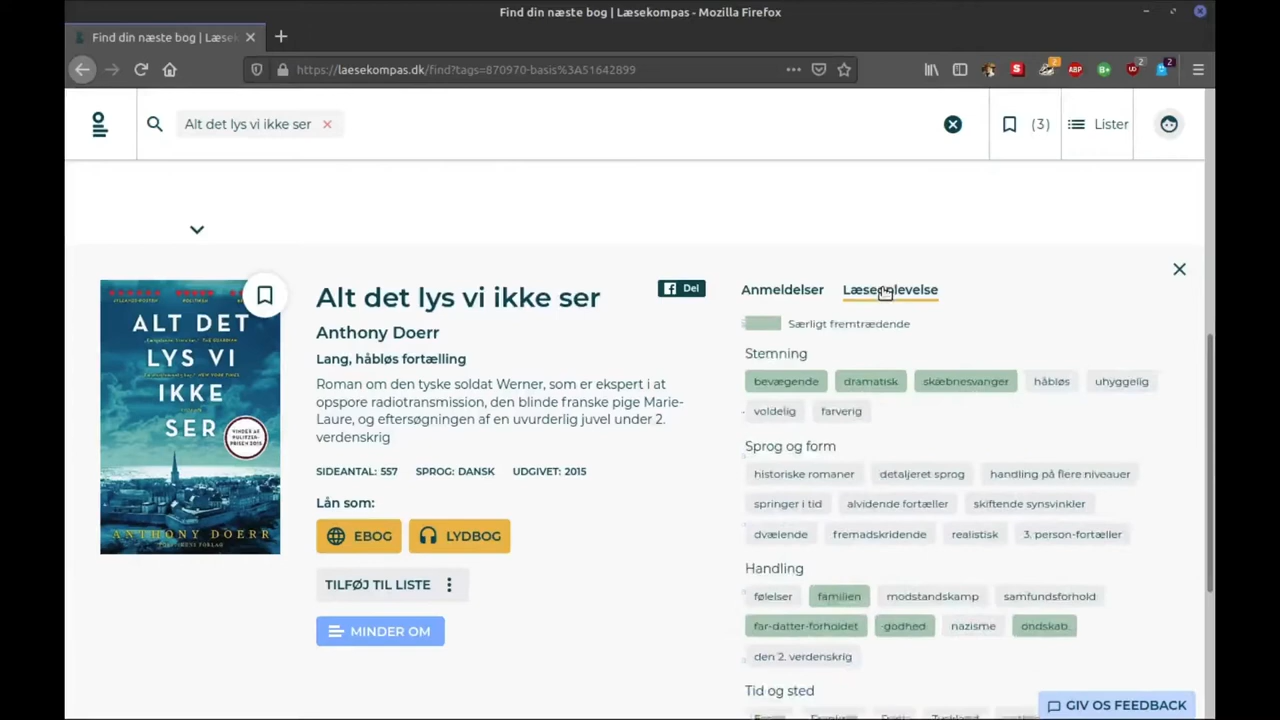 Find din næste bog | Læsekompas - Mozilla Firefox
Find din næste bog | Læse
https://laesekompas.dk/find?tags=870970-basis%3A51642899
Alt det lys vi ikke ser
(3)
Lister
ALT DET
LYS VI
IKKE
SER
VINDER AF
PULITZER-
PRISEN 2015
ANTHONY DOERR
Alt det lys vi ikke ser
Del
Anthony Doerr
Lang, håbløs fortælling
Roman om den tyske soldat Werner, som er ekspert i at
opspore radiotransmission, den blinde franske pige Marie-
Laure, og eftersøgningen af en uvurderlig juvel under 2.
verdenskrig
SIDEANTAL: 557 SPROG: DANSK UDGIVET: 2015
Lån som:
EBOG LYDBOG
TILFØJ TIL LISTE
MINDER OM
Anmeldelser Læseoplevelse
Særligt fremtrædende
Stemning
bevægende dramatisk skæbnesvanger håbløs uhyggelig
voldelig farverig
Sprog og form
historiske romaner detaljeret sprog handling på flere niveauer
springer i tid alvidende fortæller skiftende synsvinkler
dvælende fremadskridende realistisk 3. person-fortæller
Handling
følelser familien modstandskamp samfundsforhold
far-datter-forholdet godhed nazisme ondskab
den 2. verdenskrig
Tid og sted
GIV OS FEEDBACK